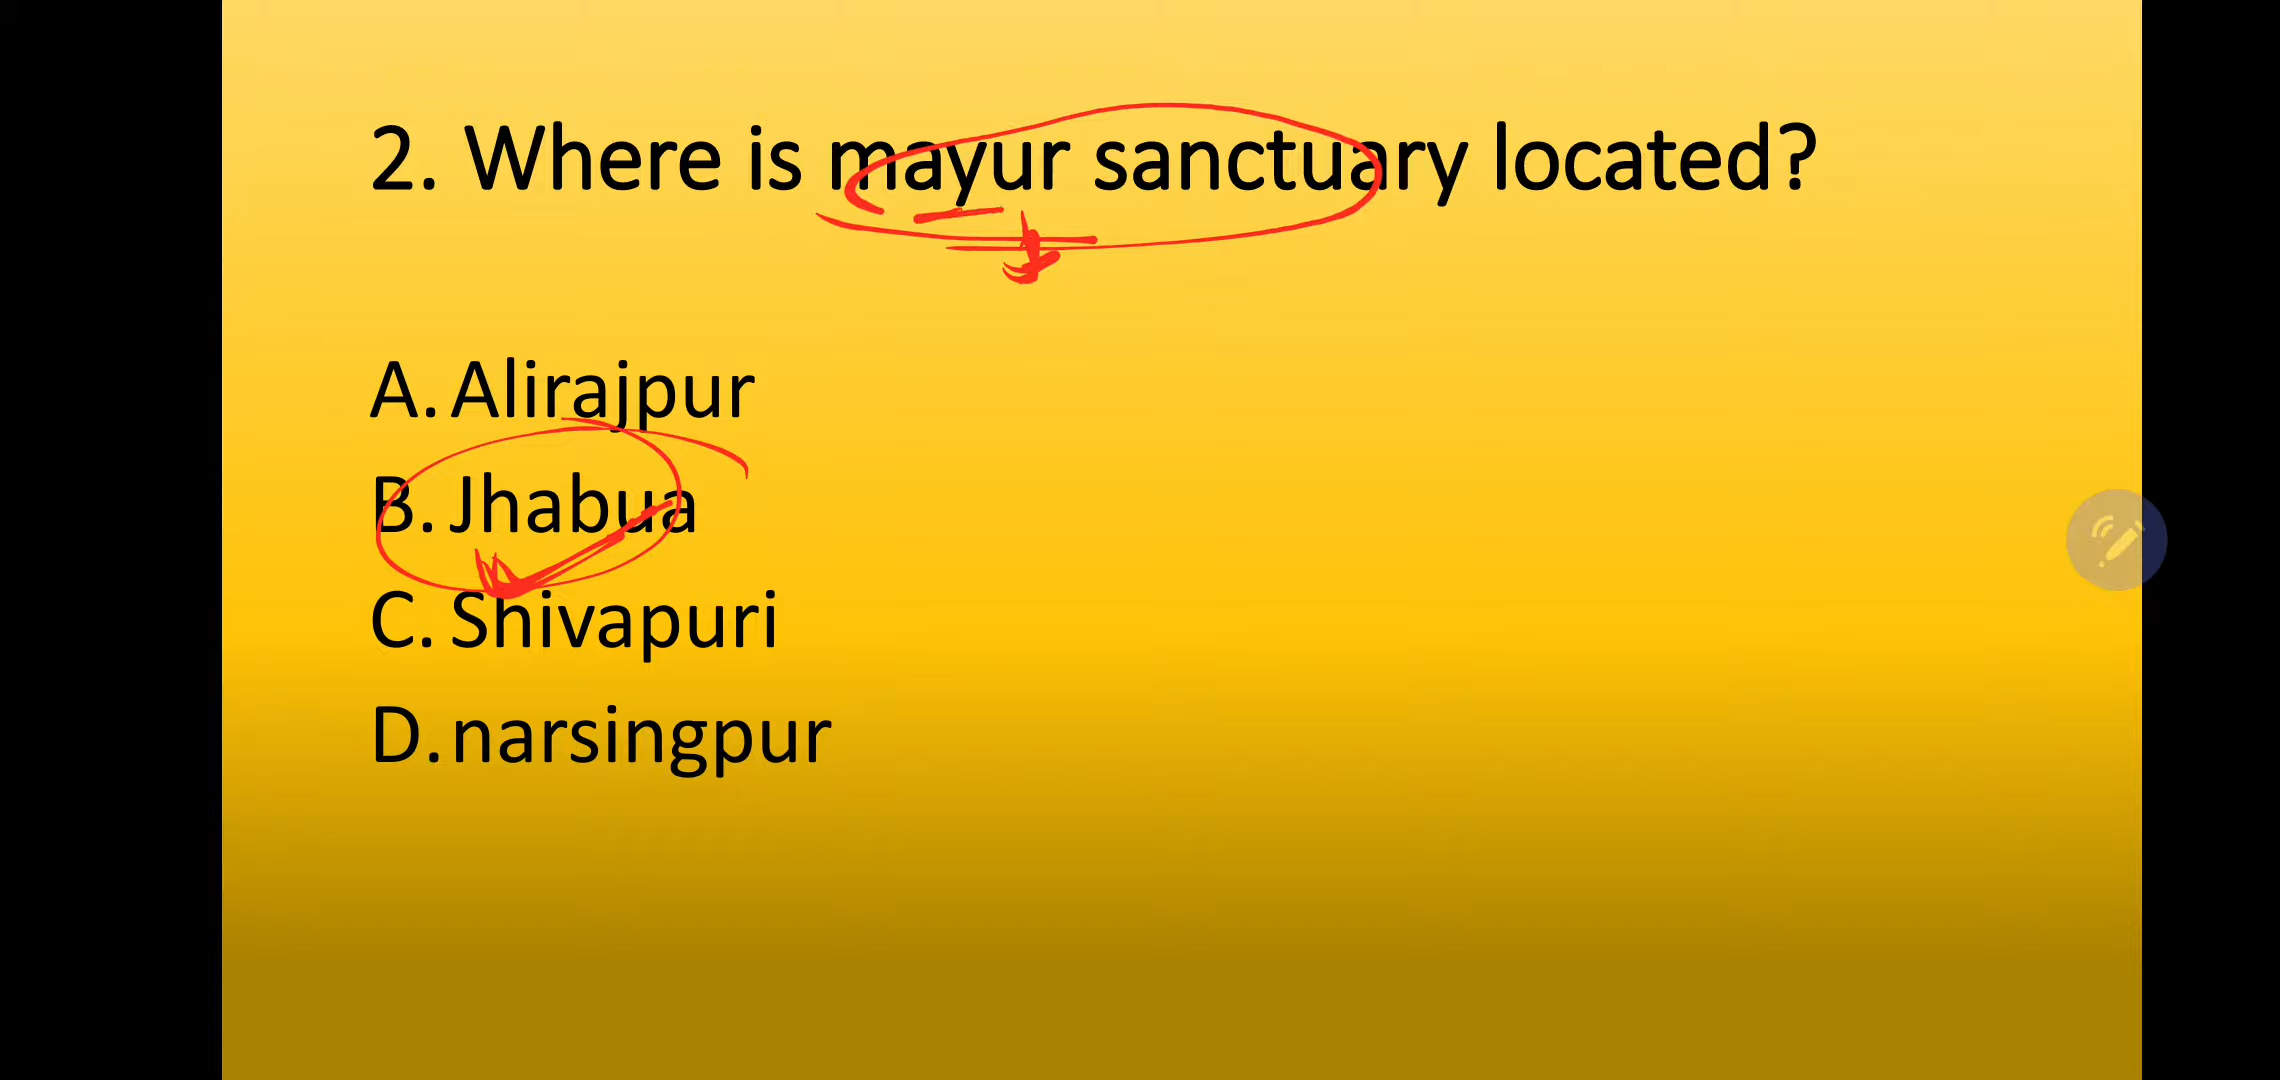 2. Where is mayur sanctuary located?
A. Alirajpur
B. Jhabua
C. Shivapuri
D. narsingpur